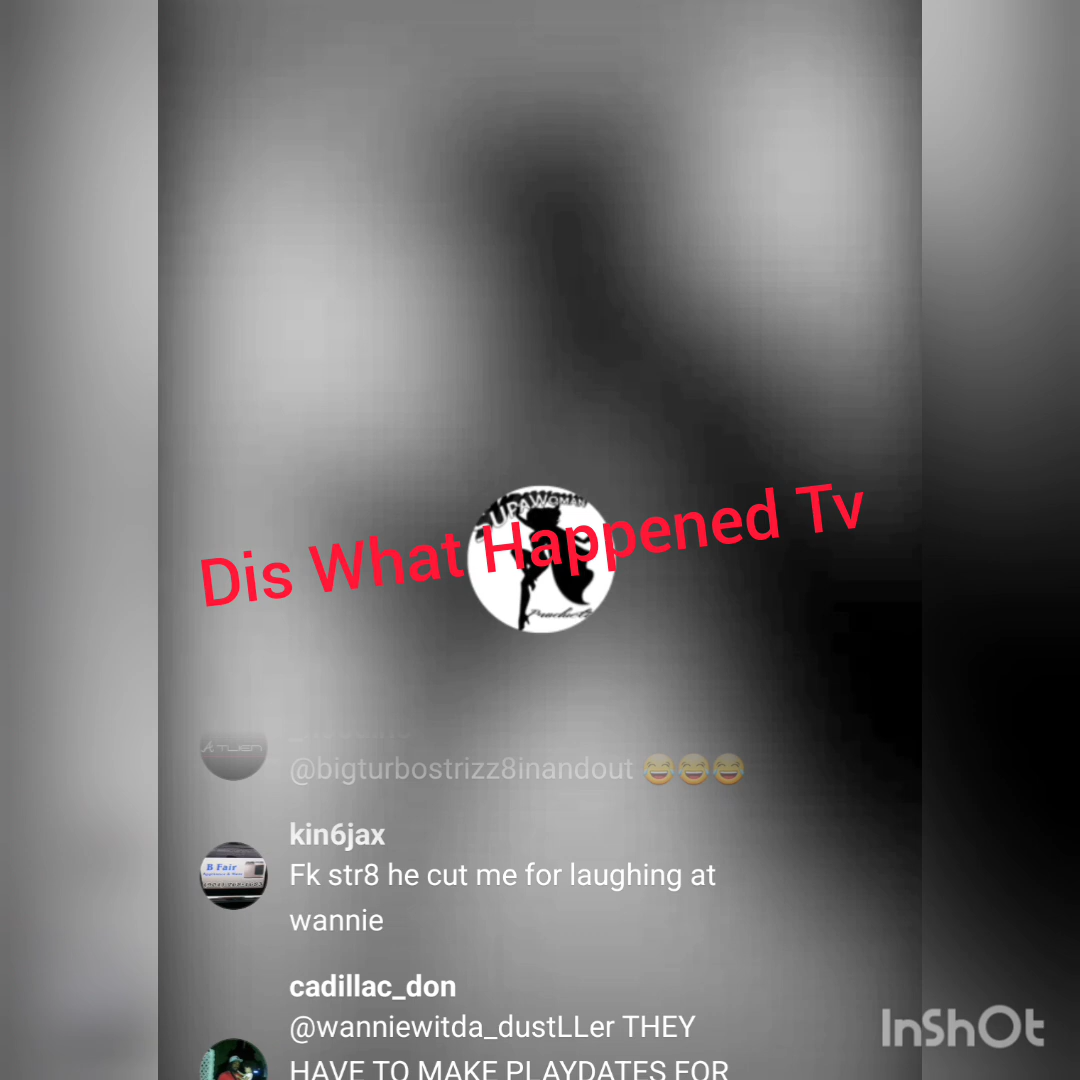 Dis What Happened Tv
@bigturbostrizz8inandout 😂😂😂
kin6jax
Fk str8 he cut me for laughing at
wannie
cadillac_don
@wanniewitda_dustLLer THEY
HAVE TO MAKE PLAYDATES FOR
B Fair
InShOt